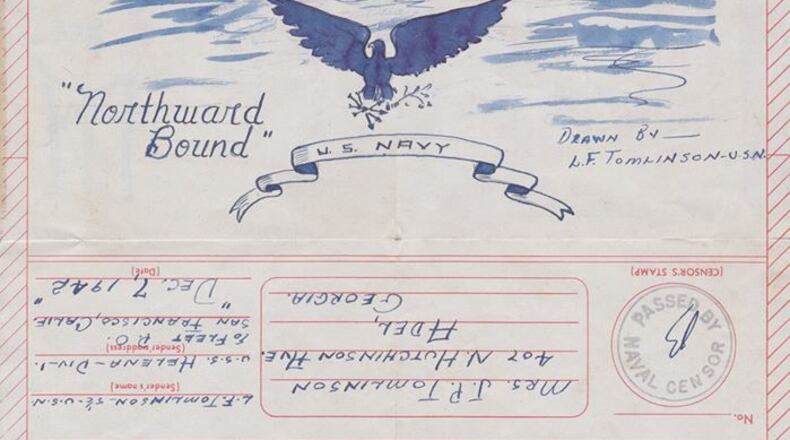 "Northward
Bound"
U. S. NAVY
DRAWN BY —
L.F. TOMLINSON-U.S.N.
No.
PASSED BY
NAVAL CENSOR
(CENSOR'S STAMP)
MRS. J.P. TOMLINSON
407 N. HUTCHINSON AVE.
ADEL,
GEORGIA.
L.F. TOMLINSON-S2-U.S.N.
(Sender's name)
U.S.S. HELENA-DIV-1.
(Sender's address)
% FLEET P.O.
SAN FRANCISCO, CALIF.
"DEC. 7, 1942"
(Date)